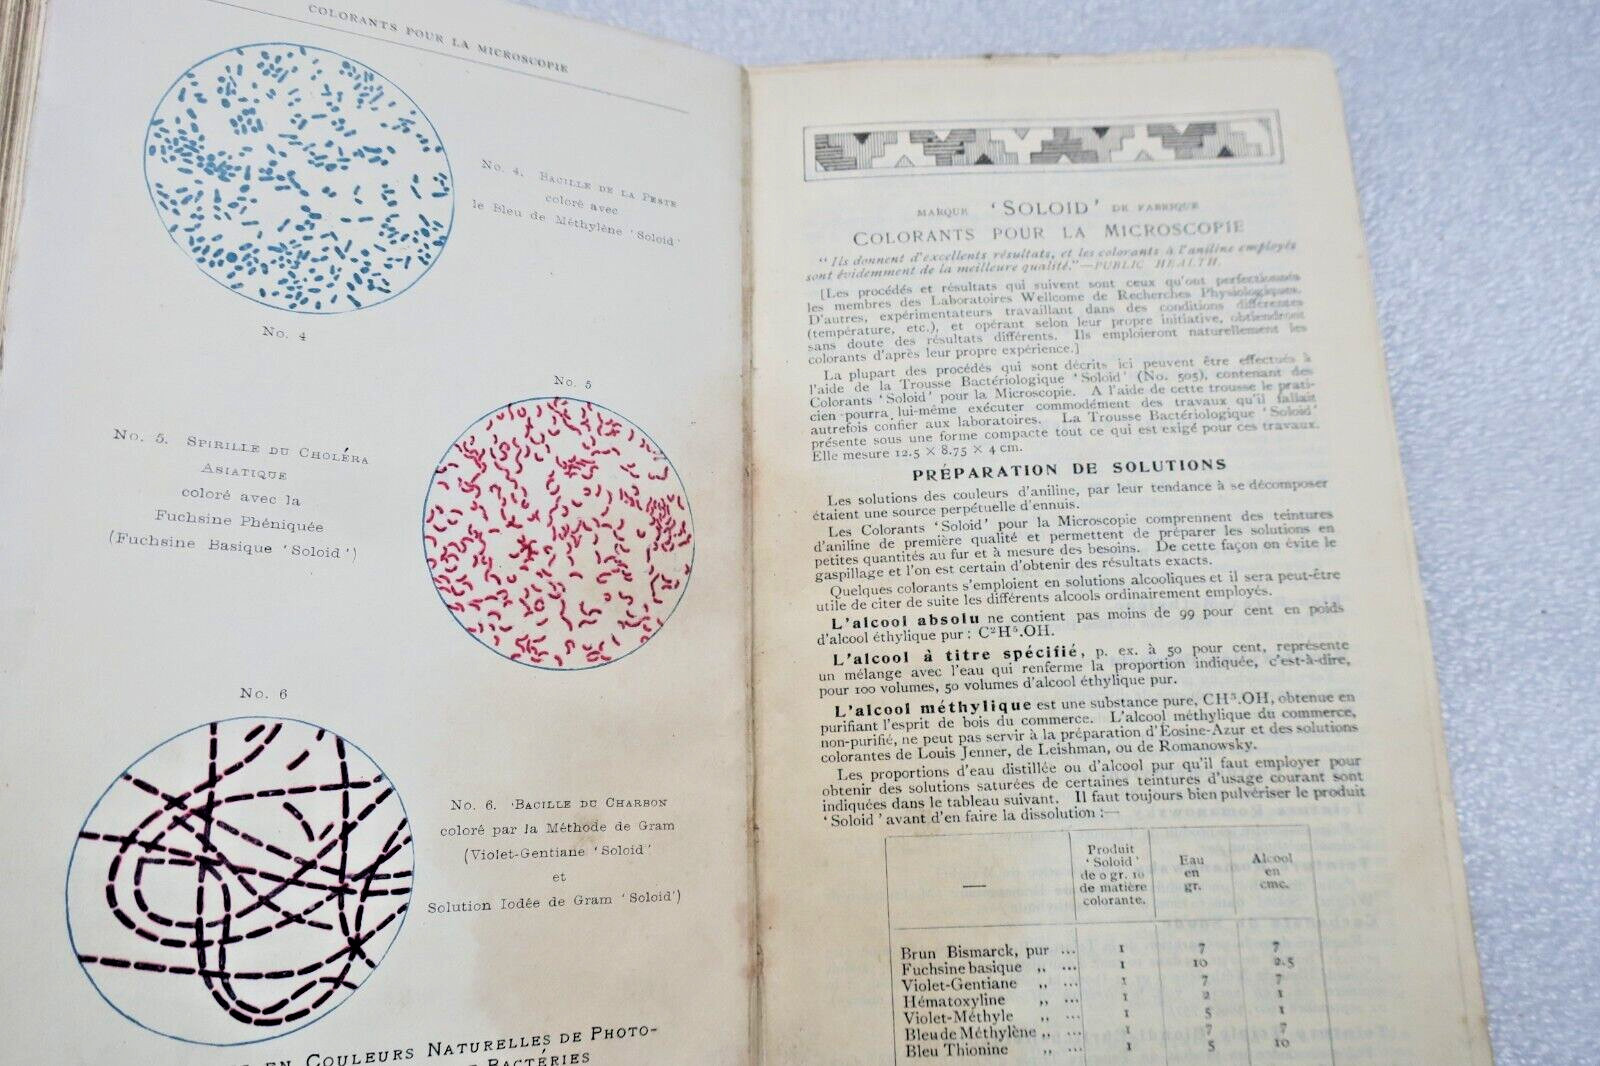 COLORANTS POUR LA MICROSCOPIE
No. 4. BACILLE DE LA PESTE
coloré avec
le Bleu de Méthylène 'Soloid'
No. 4
No. 5
No. 5. SPIRILLE DU CHOLÉRA
ASIATIQUE
coloré avec la
Fuchsine Phéniquée
(Fuchsine Basique 'Soloid')
No. 6
No. 6. BACILLE DU CHARBON
coloré par la Méthode de Gram
(Violet-Gentiane 'Soloid'
et
Solution Iodée de Gram 'Soloid')
EN COULEURS NATURELLES DE PHOTO-
BACTÉRIES
MARQUE 'SOLOID' DE FABRIQUE
COLORANTS POUR LA MICROSCOPIE
"Ils donnent d'excellents résultats, et les colorants à l'aniline employés
sont évidemment de la meilleure qualité."—PUBLIC HEALTH.
[Les procédés et résultats qui suivent sont ceux qu'ont perfectionnés
les membres des Laboratoires Wellcome de Recherches Physiologiques.
D'autres, expérimentateurs travaillant dans des conditions différentes
(température, etc.), et opérant selon leur propre initiative, obtiendront
sans doute des résultats différents. Ils emploieront naturellement les
colorants d'après leur propre expérience.]
La plupart des procédés qui sont décrits ici peuvent être effectués à
l'aide de la Trousse Bactériologique 'Soloid' (No. 505), contenant des
Colorants 'Soloid' pour la Microscopie. A l'aide de cette trousse le prati-
cien pourra lui-même exécuter commodément des travaux qu'il fallait
autrefois confier aux laboratoires. La Trousse Bactériologique 'Soloid'
présente sous une forme compacte tout ce qui est exigé pour ces travaux.
Elle mesure 12.5 × 8.75 × 4 cm.
PRÉPARATION DE SOLUTIONS
Les solutions des couleurs d'aniline, par leur tendance à se décomposer
étaient une source perpétuelle d'ennuis.
Les Colorants 'Soloid' pour la Microscopie comprennent des teintures
d'aniline de première qualité et permettent de préparer les solutions en
petites quantités au fur et à mesure des besoins. De cette façon on évite le
gaspillage et l'on est certain d'obtenir des résultats exacts.
Quelques colorants s'emploient en solutions alcooliques et il sera peut-être
utile de citer de suite les différents alcools ordinairement employés.
L'alcool absolu ne contient pas moins de 99 pour cent en poids
d'alcool éthylique pur : C²H⁵.OH.
L'alcool à titre spécifié, p. ex. à 50 pour cent, représente
un mélange avec l'eau qui renferme la proportion indiquée, c'est-à-dire,
pour 100 volumes, 50 volumes d'alcool éthylique pur.
L'alcool méthylique est une substance pure, CH³.OH, obtenue en
purifiant l'esprit de bois du commerce. L'alcool méthylique du commerce,
non-purifié, ne peut pas servir à la préparation d'Éosine-Azur et des solutions
colorantes de Louis Jenner, de Leishman, ou de Romanowsky.
Les proportions d'eau distillée ou d'alcool pur qu'il faut employer pour
obtenir des solutions saturées de certaines teintures d'usage courant sont
indiquées dans le tableau suivant. Il faut toujours bien pulvériser le produit
'Soloid' avant d'en faire la dissolution :—
— Produit 'Soloid' de 0 gr. 10 de matière colorante. Eau en gr. Alcool en cmc.
Brun Bismarck, pur ... 1 7 7
Fuchsine basique ,, ... 1 10 2.5
Violet-Gentiane ,, ... 1 7 7
Hématoxyline ,, ... 1 2 1
Violet-Méthyle ,, ... 1 5 1
Bleu de Méthylène ,, ... 1 7 7
Bleu Thionine ,, ... 1 5 10